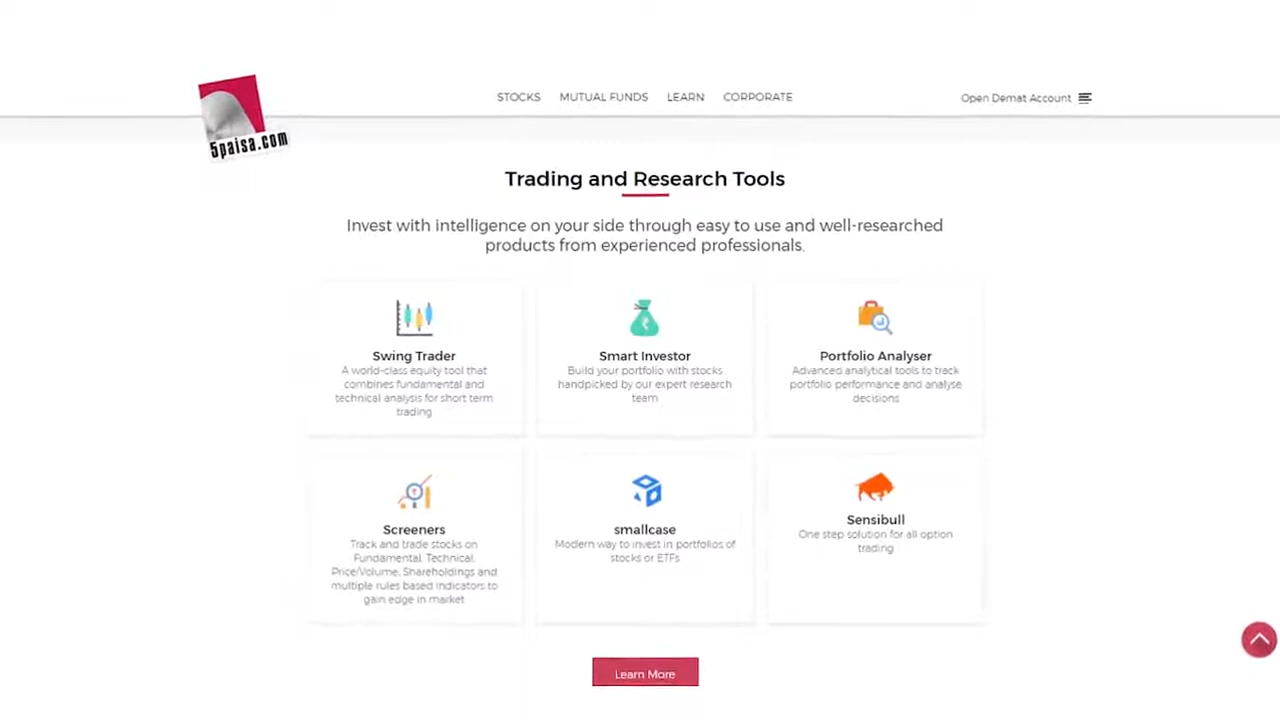 STOCKS MUTUAL FUNDS LEARN CORPORATE Open Demat Account
5paisa.com
Trading and Research Tools
Invest with intelligence on your side through easy to use and well-researched
products from experienced professionals.
Swing Trader
A world-class equity tool that
combines fundamental and
technical analysis for short term
trading
Smart Investor
Build your portfolio with stocks
handpicked by our expert research
team
Portfolio Analyser
Advanced analytical tools to track
portfolio performance and analyse
decisions
Screeners
Track and trade stocks on
Fundamental, Technical,
Price/Volume, Shareholdings and
multiple rules based indicators to
gain edge in market
smallcase
Modern way to invest in portfolios of
stocks or ETFs
Sensibull
One step solution for all option
trading
Learn More